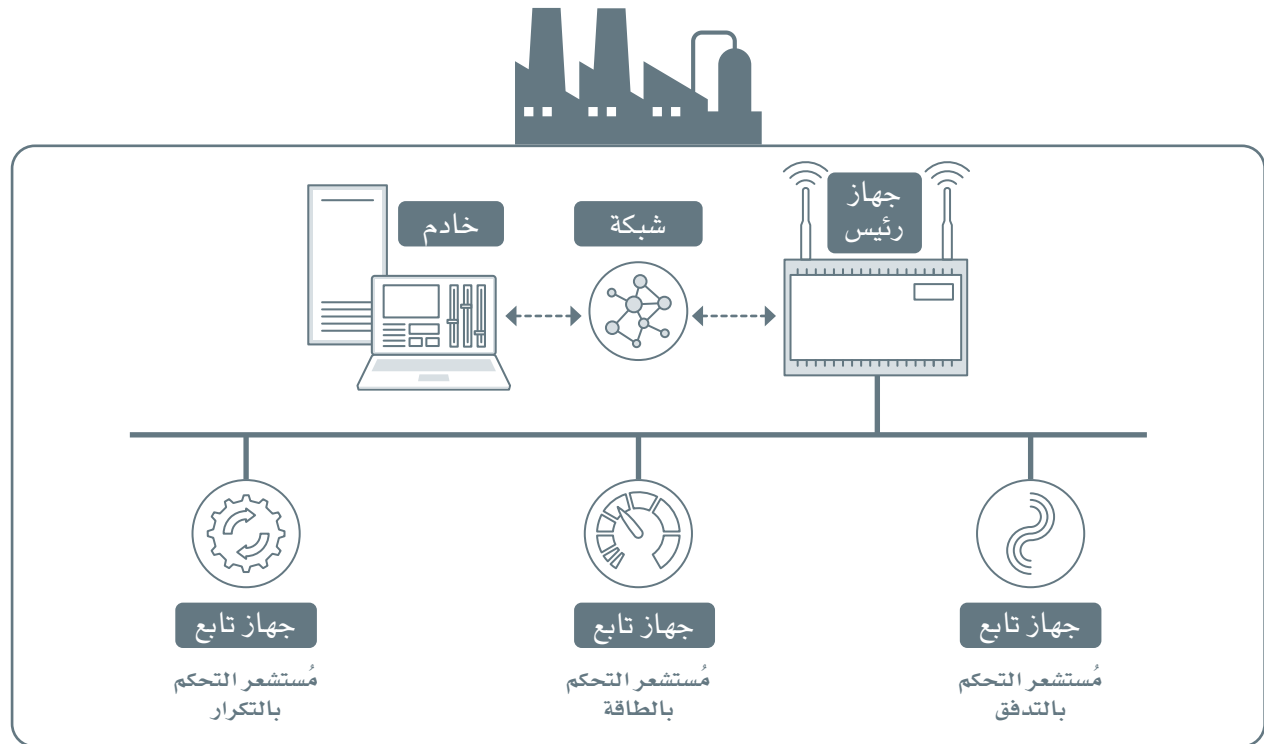 جهاز
رئيس
شبكة
خادم
جهاز تابع
مُستشعر التحكم
بالتدفق
جهاز تابع
مُستشعر التحكم
بالطاقة
جهاز تابع
مُستشعر التحكم
بالتكرار